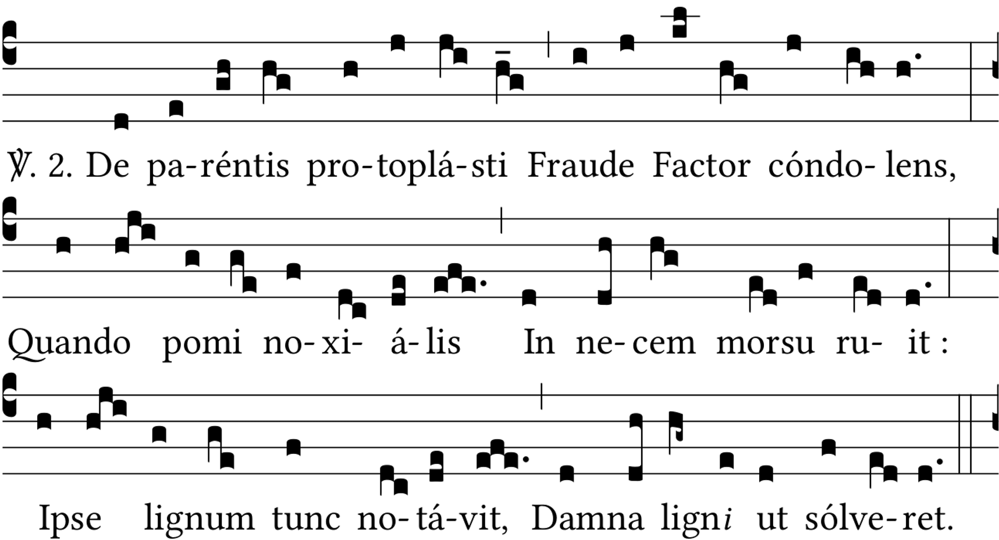 ℣. 2. De pa-réntis pro-toplá-sti Fraude Factor cóndo- lens,
Quando pomi no-xi- á-lis In ne-cem morsu ru- it :
Ipse lignum tunc no-tá-vit, Damna ligni ut sólve-ret.